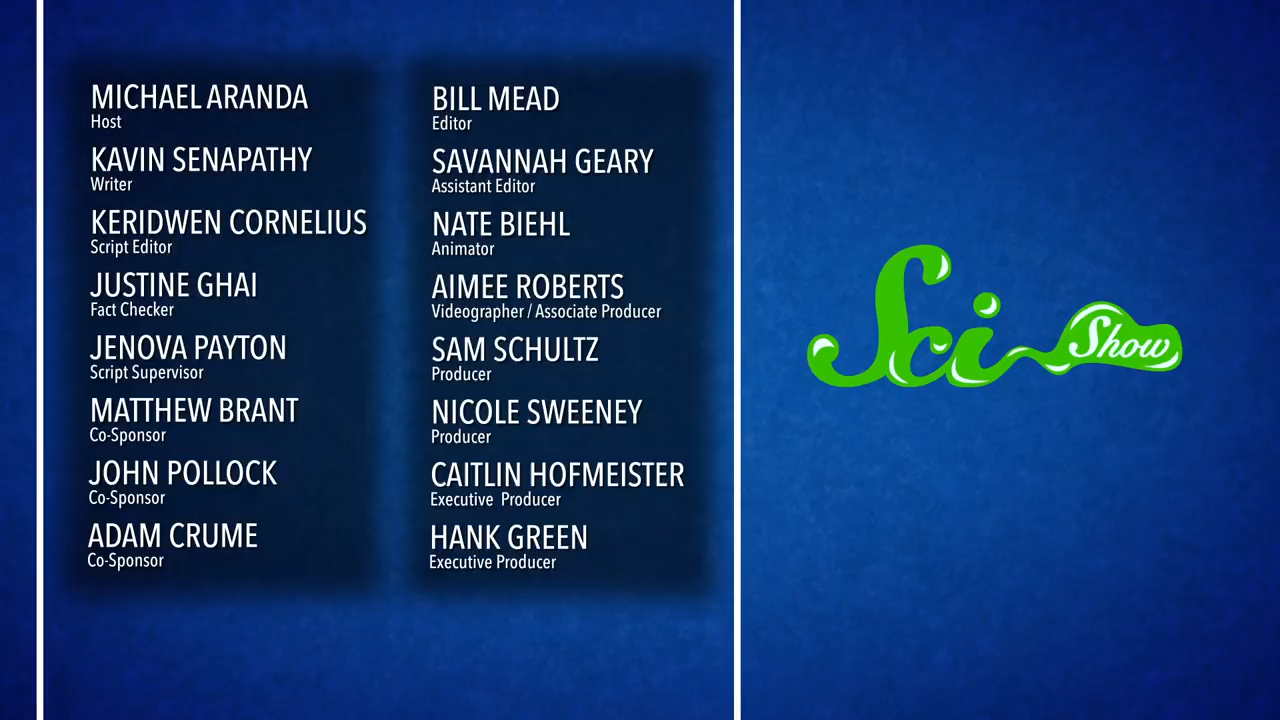 MICHAEL ARANDA
Host
KAVIN SENAPATHY
Writer
KERIDWEN CORNELIUS
Script Editor
JUSTINE GHAI
Fact Checker
JENOVA PAYTON
Script Supervisor
MATTHEW BRANT
Co-Sponsor
JOHN POLLOCK
Co-Sponsor
ADAM CRUME
Co-Sponsor
BILL MEAD
Editor
SAVANNAH GEARY
Assistant Editor
NATE BIEHL
Animator
AIMEE ROBERTS
Videographer / Associate Producer
SAM SCHULTZ
Producer
NICOLE SWEENEY
Producer
CAITLIN HOFMEISTER
Executive Producer
HANK GREEN
Executive Producer
Sci Show